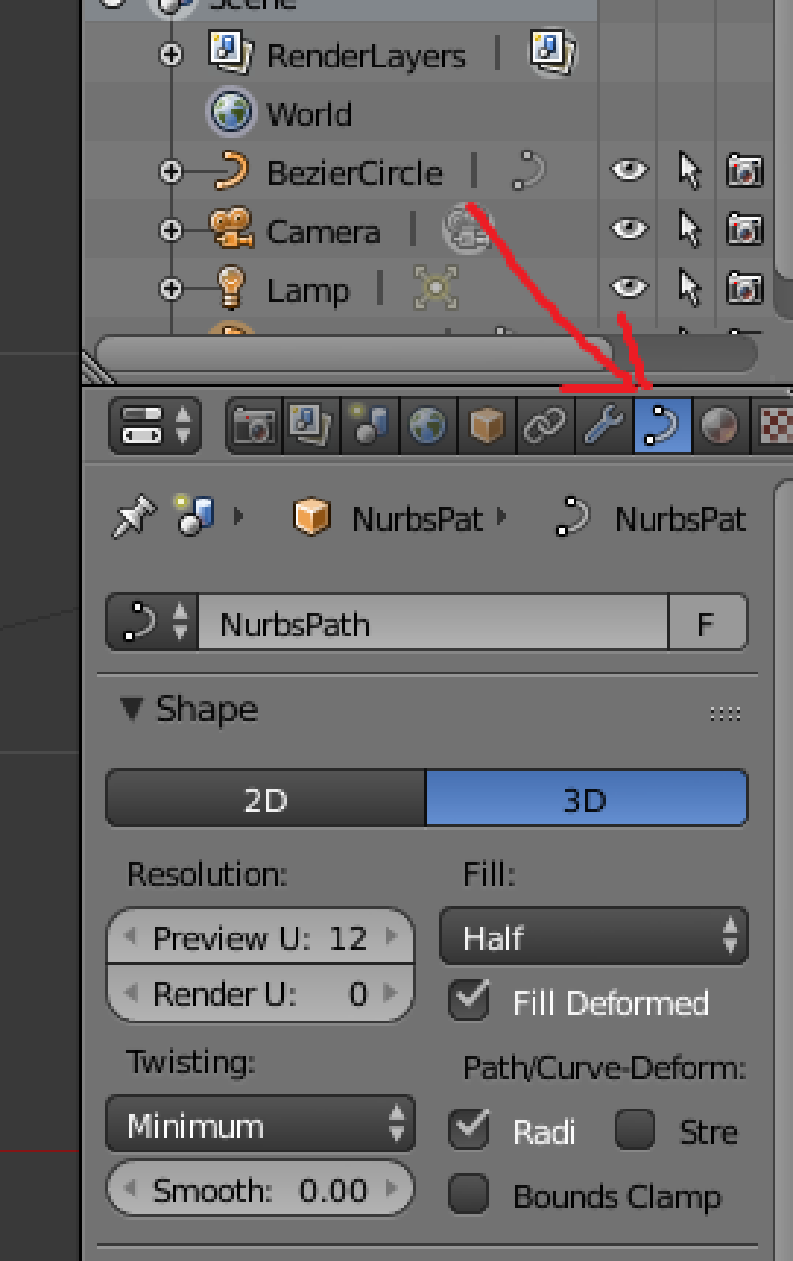 Scene
RenderLayers
World
BezierCircle
Camera
Lamp
NurbsPat NurbsPat
NurbsPath F
Shape
2D 3D
Resolution: Fill:
Preview U: 12 Half
Render U: 0 Fill Deformed
Twisting: Path/Curve-Deform:
Minimum Radi Stre
Smooth: 0.00 Bounds Clamp